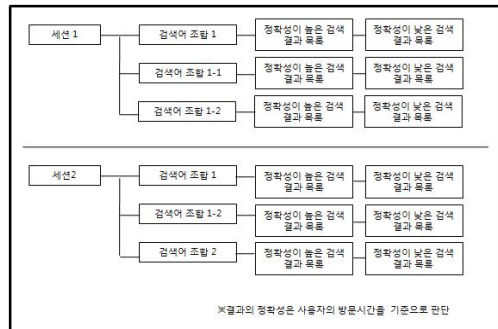 세션 1
검색어 조합 1
정확성이 높은 검색
결과 목록
정확성이 낮은 검색
결과 목록
검색어 조합 1-1
정확성이 높은 검색
결과 목록
정확성이 낮은 검색
결과 목록
검색어 조합 1-2
정확성이 높은 검색
결과 목록
정확성이 낮은 검색
결과 목록
세션2
검색어 조합 1
정확성이 높은 검색
결과 목록
정확성이 낮은 검색
결과 목록
검색어 조합 1-2
정확성이 높은 검색
결과 목록
정확성이 낮은 검색
결과 목록
검색어 조합 2
정확성이 높은 검색
결과 목록
정확성이 낮은 검색
결과 목록
※결과의 정확성은 사용자의 방문시간을 기준으로 판단